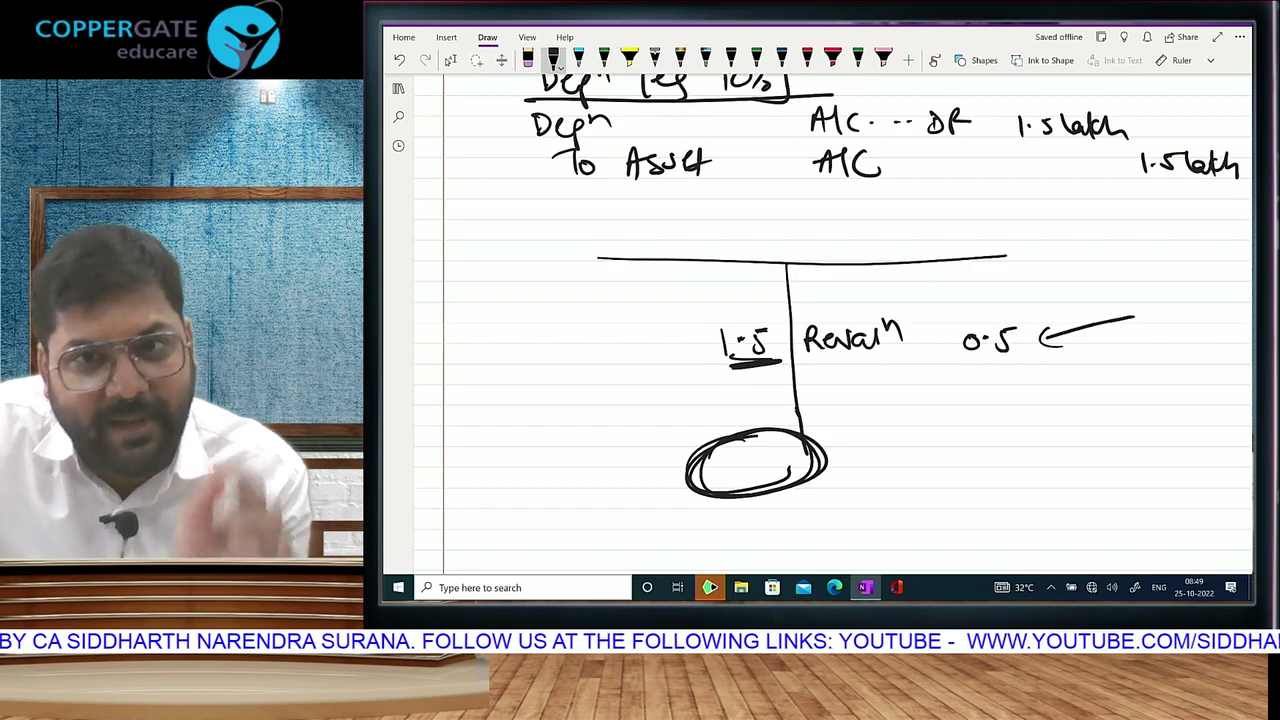 COPPERGATE
educare
Home Insert Draw View Help
Saved offline
Share
Shapes
Ink to Shape
Ink to Text
Ruler
Depⁿ [eg 10%]
Depⁿ A/C ... DR 1.5 lakh
To Asset A/C 1.5 lakh
1.5 Revalⁿ 0.5
Type here to search
32°C
ENG
08:49
25-10-2022
BY CA SIDDHARTH NARENDRA SURANA. FOLLOW US AT THE FOLLOWING LINKS: YOUTUBE - WWW.YOUTUBE.COM/SIDDHA